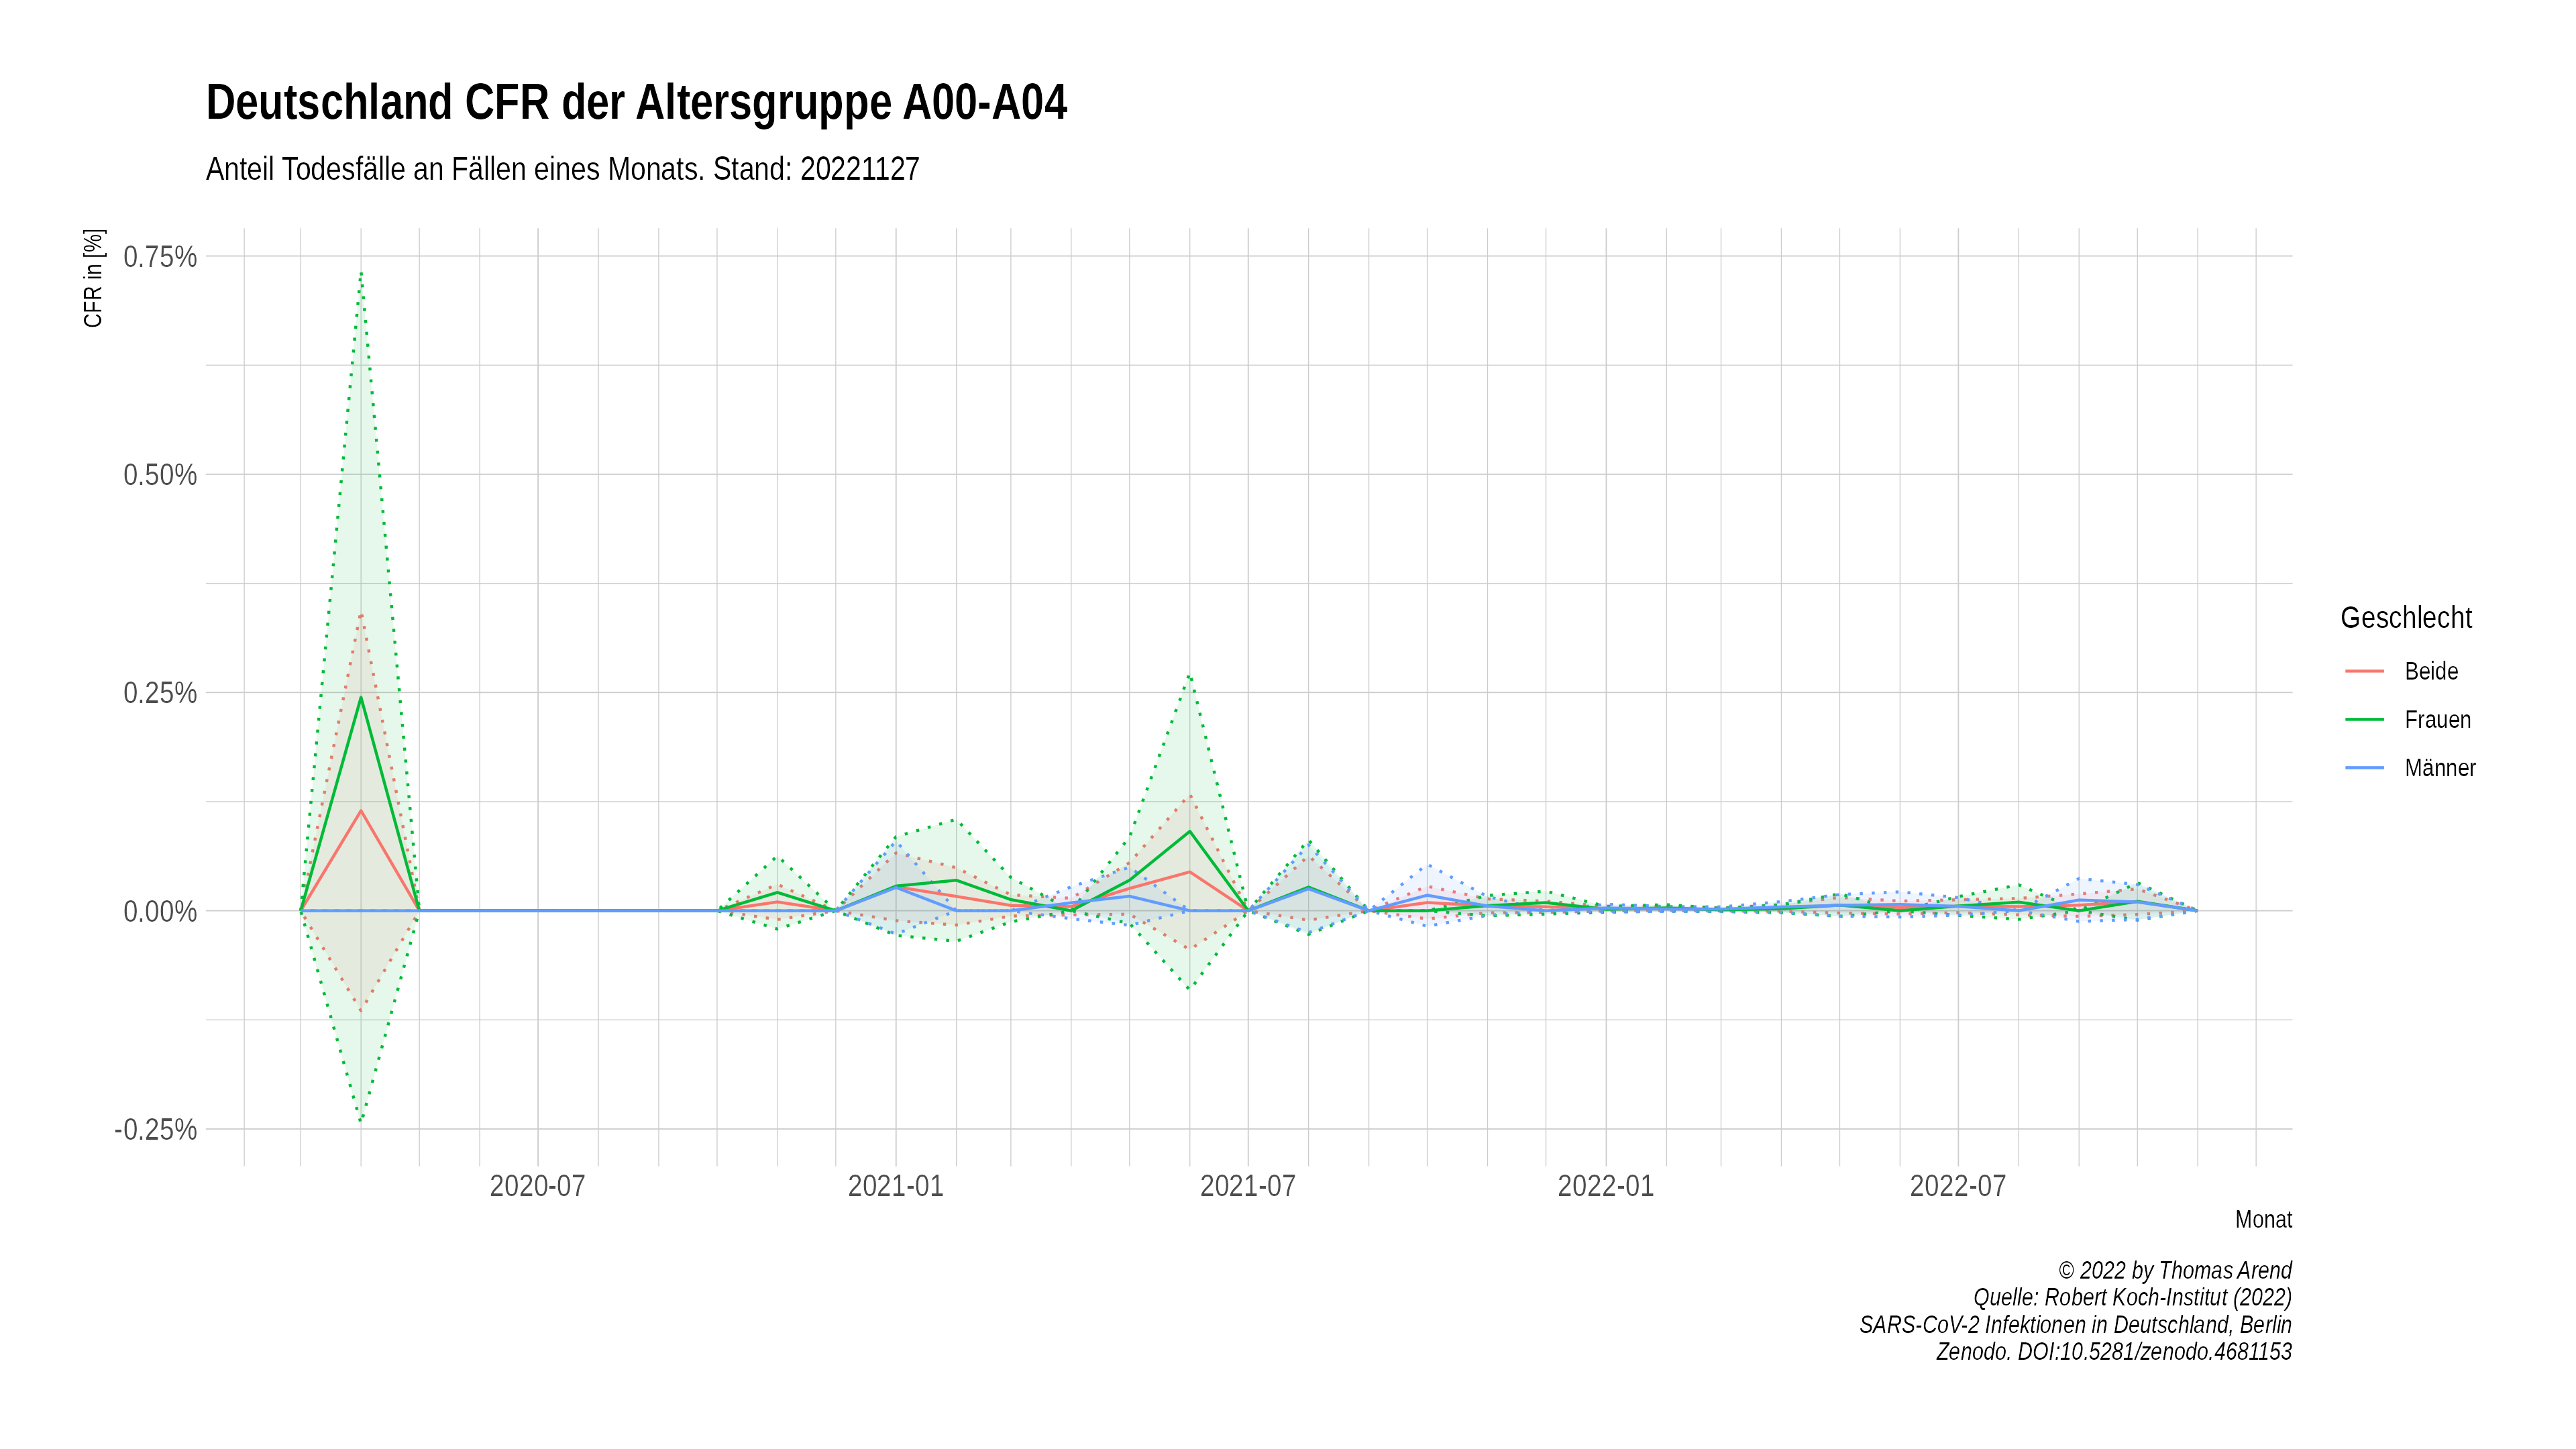 Deutschland CFR der Altersgruppe A00-A04
Anteil Todesfälle an Fällen eines Monats. Stand: 20221127
CFR in [%]
0.75%
0.50%
0.25%
0.00%
-0.25%
2020-07
2021-01
2021-07
2022-01
2022-07
Monat
Geschlecht
Beide
Frauen
Männer
© 2022 by Thomas Arend
Quelle: Robert Koch-Institut (2022)
SARS-CoV-2 Infektionen in Deutschland, Berlin
Zenodo. DOI:10.5281/zenodo.4681153